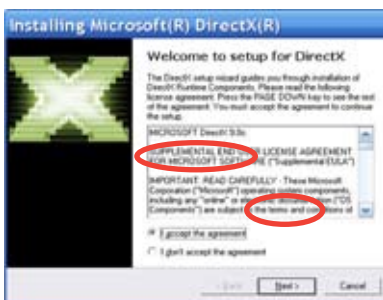 Installing Microsoft(R) DirectX(R)
Welcome to setup for DirectX
The DirectX setup wizard guides you through installation of
DirectX Runtime Components. Please read the following
license agreement. Press the PAGE DOWN key to see the rest
of the agreement. You must accept the agreement to continue
the setup.
MICROSOFT DirectX 9.0c
SUPPLEMENTAL END LICENSE AGREEMENT
FOR MICROSOFT SOFTWARE ("Supplemental EULA")
IMPORTANT: READ CAREFULLY - These Microsoft
Corporation ("Microsoft") operating system components,
including any "online" or electronic documentation ("OS
Components") are subject to the terms and conditions of
I accept the agreement
I don't accept the agreement
Next >
Cancel